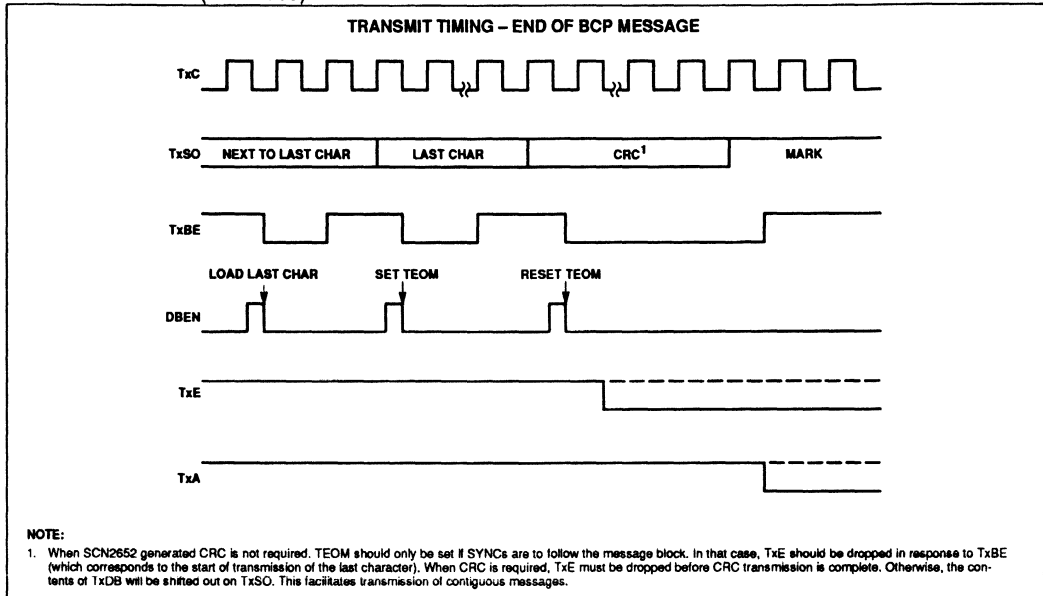 TRANSMIT TIMING – END OF BCP MESSAGE
TxC
TxSO NEXT TO LAST CHAR LAST CHAR CRC1 MARK
TxBE
LOAD LAST CHAR SET TEOM RESET TEOM
DBEN
TxE
TxA
NOTE:
1. When SCN2652 generated CRC is not required. TEOM should only be set if SYNCs are to follow the message block. In that case, TxE should be dropped in response to TxBE
(which corresponds to the start of transmission of the last character). When CRC is required, TxE must be dropped before CRC transmission is complete. Otherwise, the con-
tents of TxDB will be shifted out on TxSO. This facilitates transmission of contiguous messages.